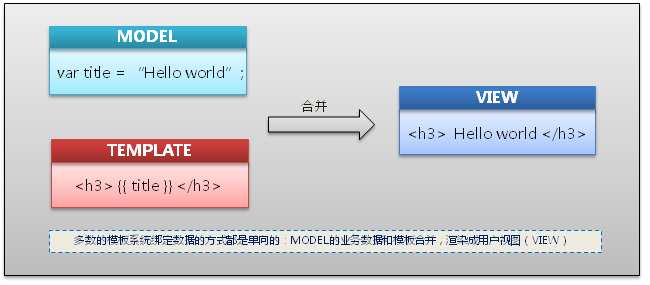 MODEL
var title = “Hello world”;
TEMPLATE
<h3> {{ title }} </h3>
合并
VIEW
<h3> Hello world </h3>
多数的模板系统绑定数据的方式都是单向的：MODEL的业务数据和模板合并，渲染成用户视图（VIEW）